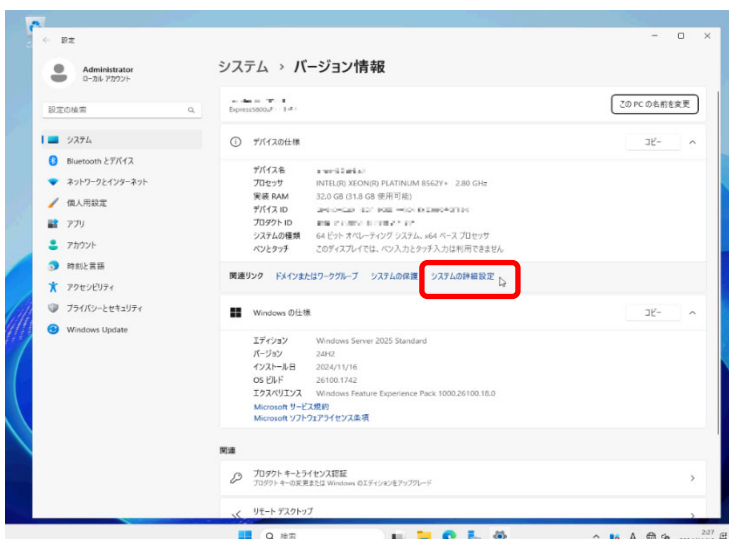 設定
Administrator
ローカル アカウント
設定の検索
システム
Bluetooth とデバイス
ネットワークとインターネット
個人用設定
アプリ
アカウント
時刻と言語
アクセシビリティ
プライバシーとセキュリティ
Windows Update
システム › バージョン情報
Express5800
この PC の名前を変更
デバイスの仕様
コピー
デバイス名
プロセッサ INTEL(R) XEON(R) PLATINUM 8562Y+ 2.80 GHz
実装 RAM 32.0 GB (31.8 GB 使用可能)
デバイス ID
プロダクト ID
システムの種類 64 ビット オペレーティング システム、x64 ベース プロセッサ
ペンとタッチ このディスプレイでは、ペン入力とタッチ入力は利用できません
関連リンク ドメインまたはワークグループ システムの保護 システムの詳細設定
Windows の仕様
コピー
エディション Windows Server 2025 Standard
バージョン 24H2
インストール日 2024/11/16
OS ビルド 26100.1742
エクスペリエンス Windows Feature Experience Pack 1000.26100.18.0
Microsoft サービス規約
Microsoft ソフトウェアライセンス条項
関連
プロダクト キーとライセンス認証
プロダクト キーの変更または Windows のエディションをアップグレード
リモート デスクトップ
検索
A
2:27